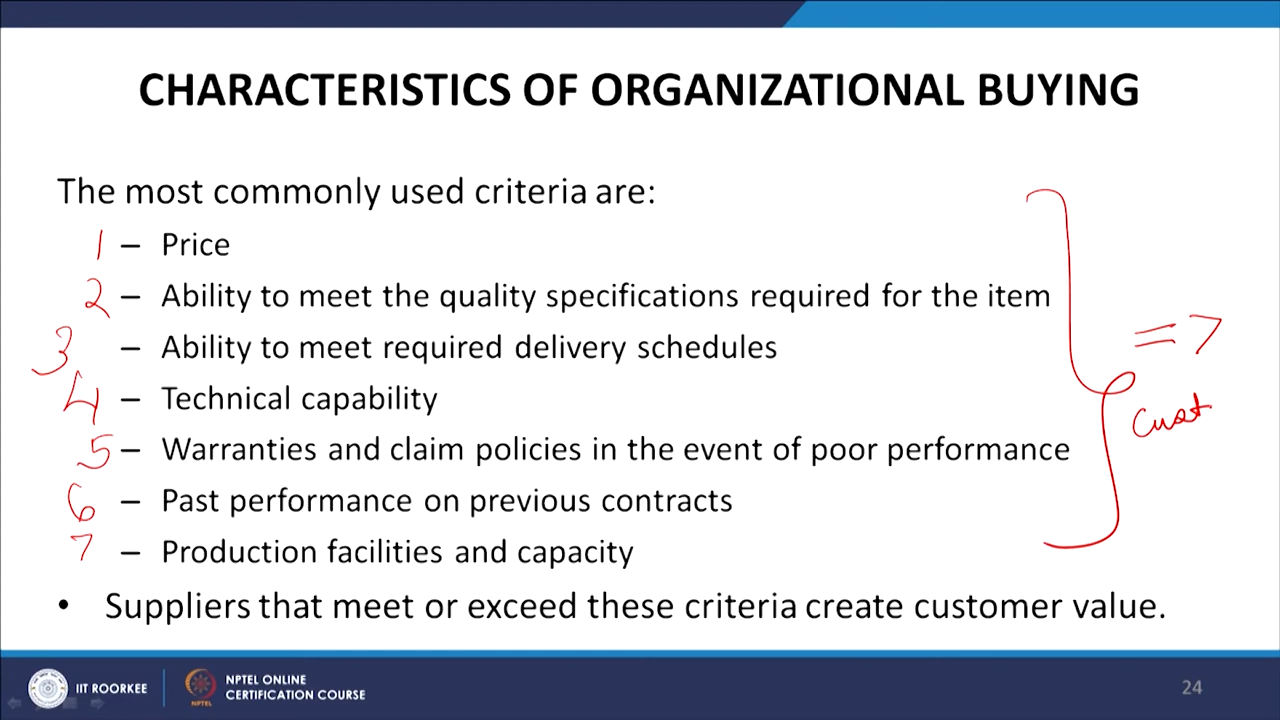 CHARACTERISTICS OF ORGANIZATIONAL BUYING
The most commonly used criteria are:
1 – Price
2 – Ability to meet the quality specifications required for the item
3 – Ability to meet required delivery schedules
=>
4 – Technical capability
Cust
5 – Warranties and claim policies in the event of poor performance
6 – Past performance on previous contracts
7 – Production facilities and capacity
• Suppliers that meet or exceed these criteria create customer value.
IIT ROORKEE
NPTEL
NPTEL ONLINE
CERTIFICATION COURSE
24